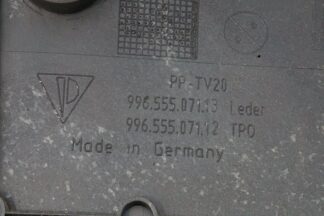 PP-TV20
996.555.071.13 Leder
996.555.071.12 TPO
Made in Germany